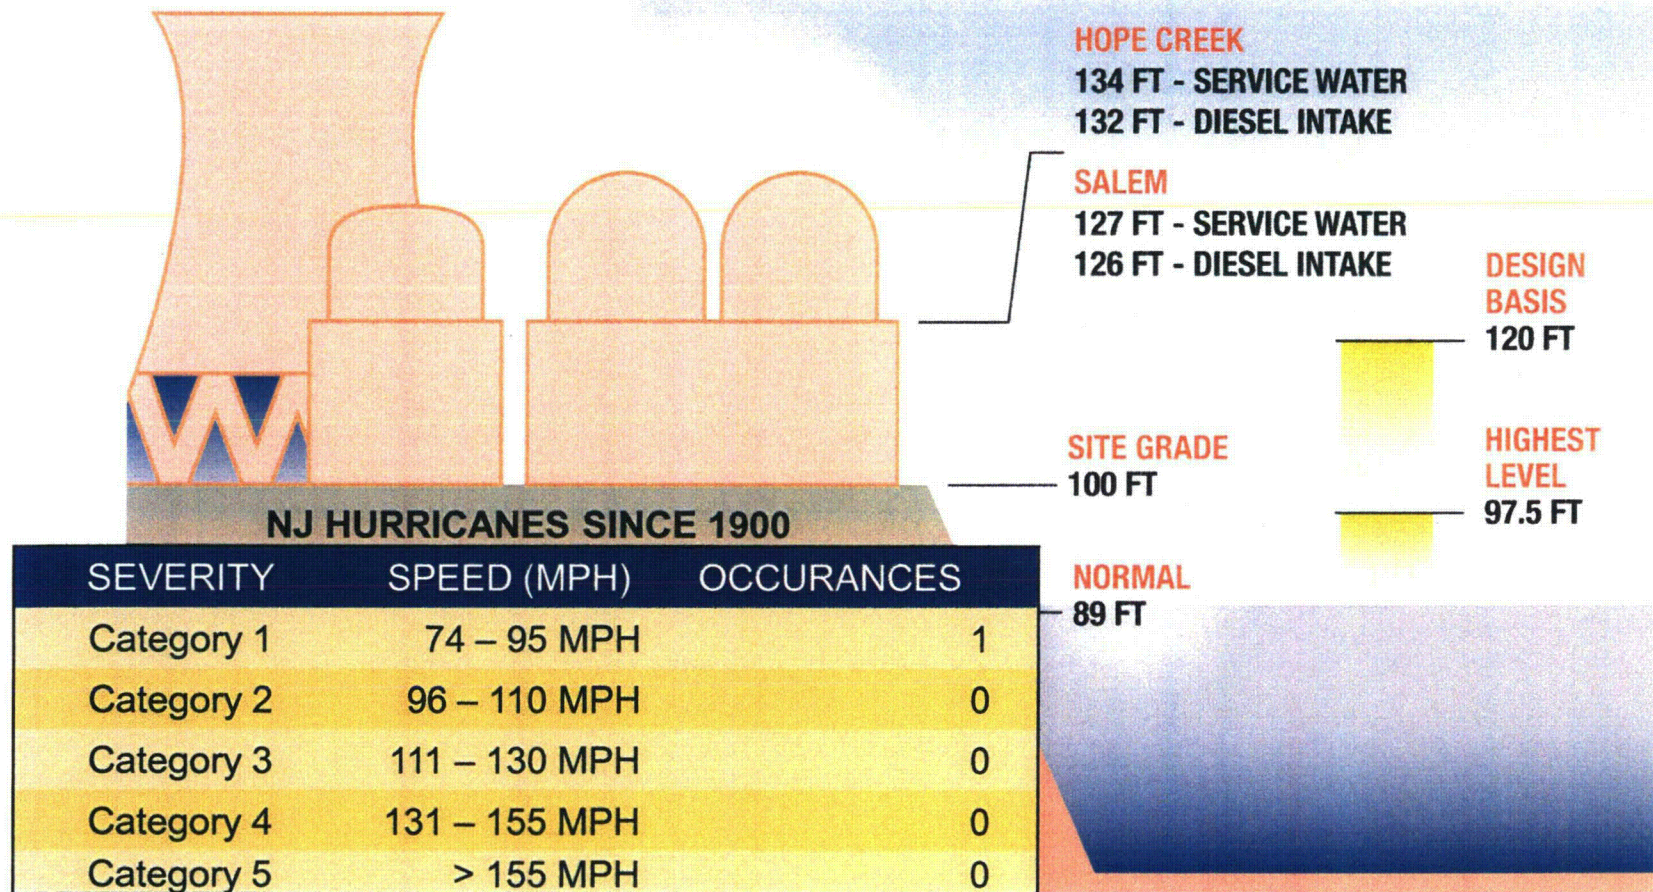 HOPE CREEK
134 FT - SERVICE WATER
132 FT - DIESEL INTAKE
SALEM
127 FT - SERVICE WATER
126 FT - DIESEL INTAKE
DESIGN
BASIS
120 FT
SITE GRADE
100 FT
HIGHEST
LEVEL
97.5 FT
NORMAL
89 FT
NJ HURRICANES SINCE 1900
SEVERITY SPEED (MPH) OCCURANCES
Category 1 74 – 95 MPH 1
Category 2 96 – 110 MPH 0
Category 3 111 – 130 MPH 0
Category 4 131 – 155 MPH 0
Category 5 > 155 MPH 0